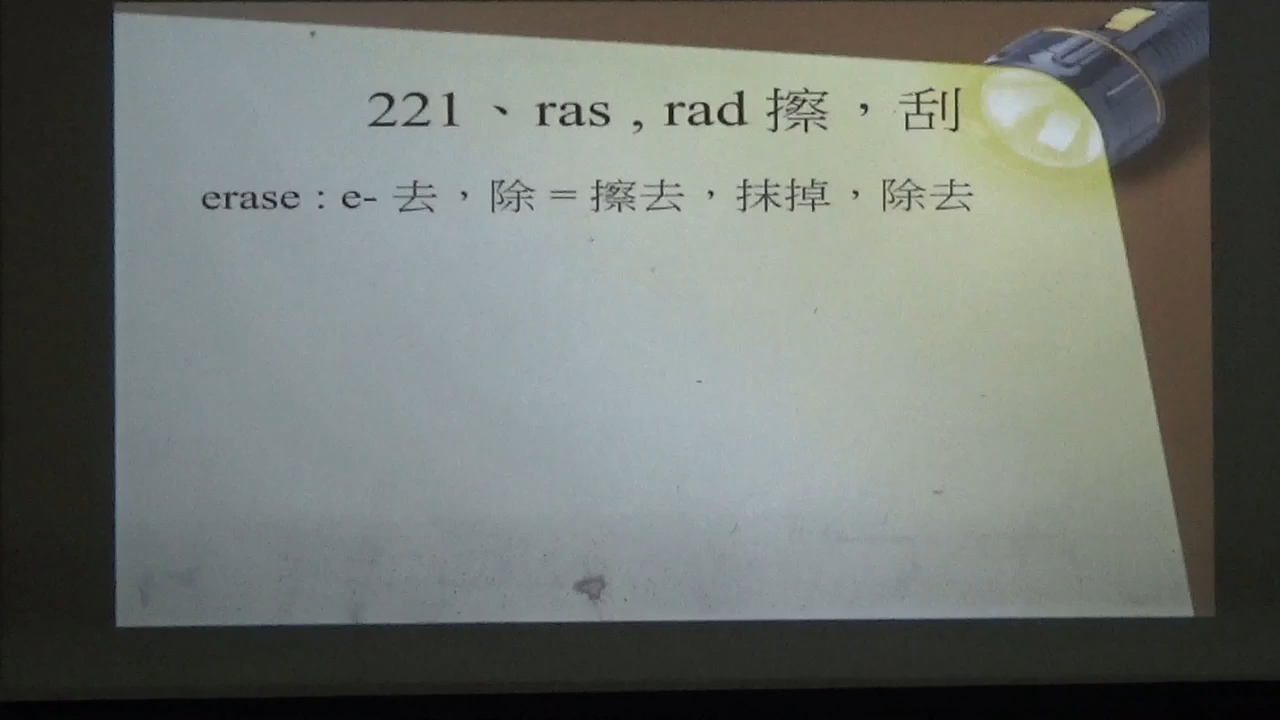 221、ras , rad 擦，刮
erase : e- 去，除 = 擦去，抹掉，除去